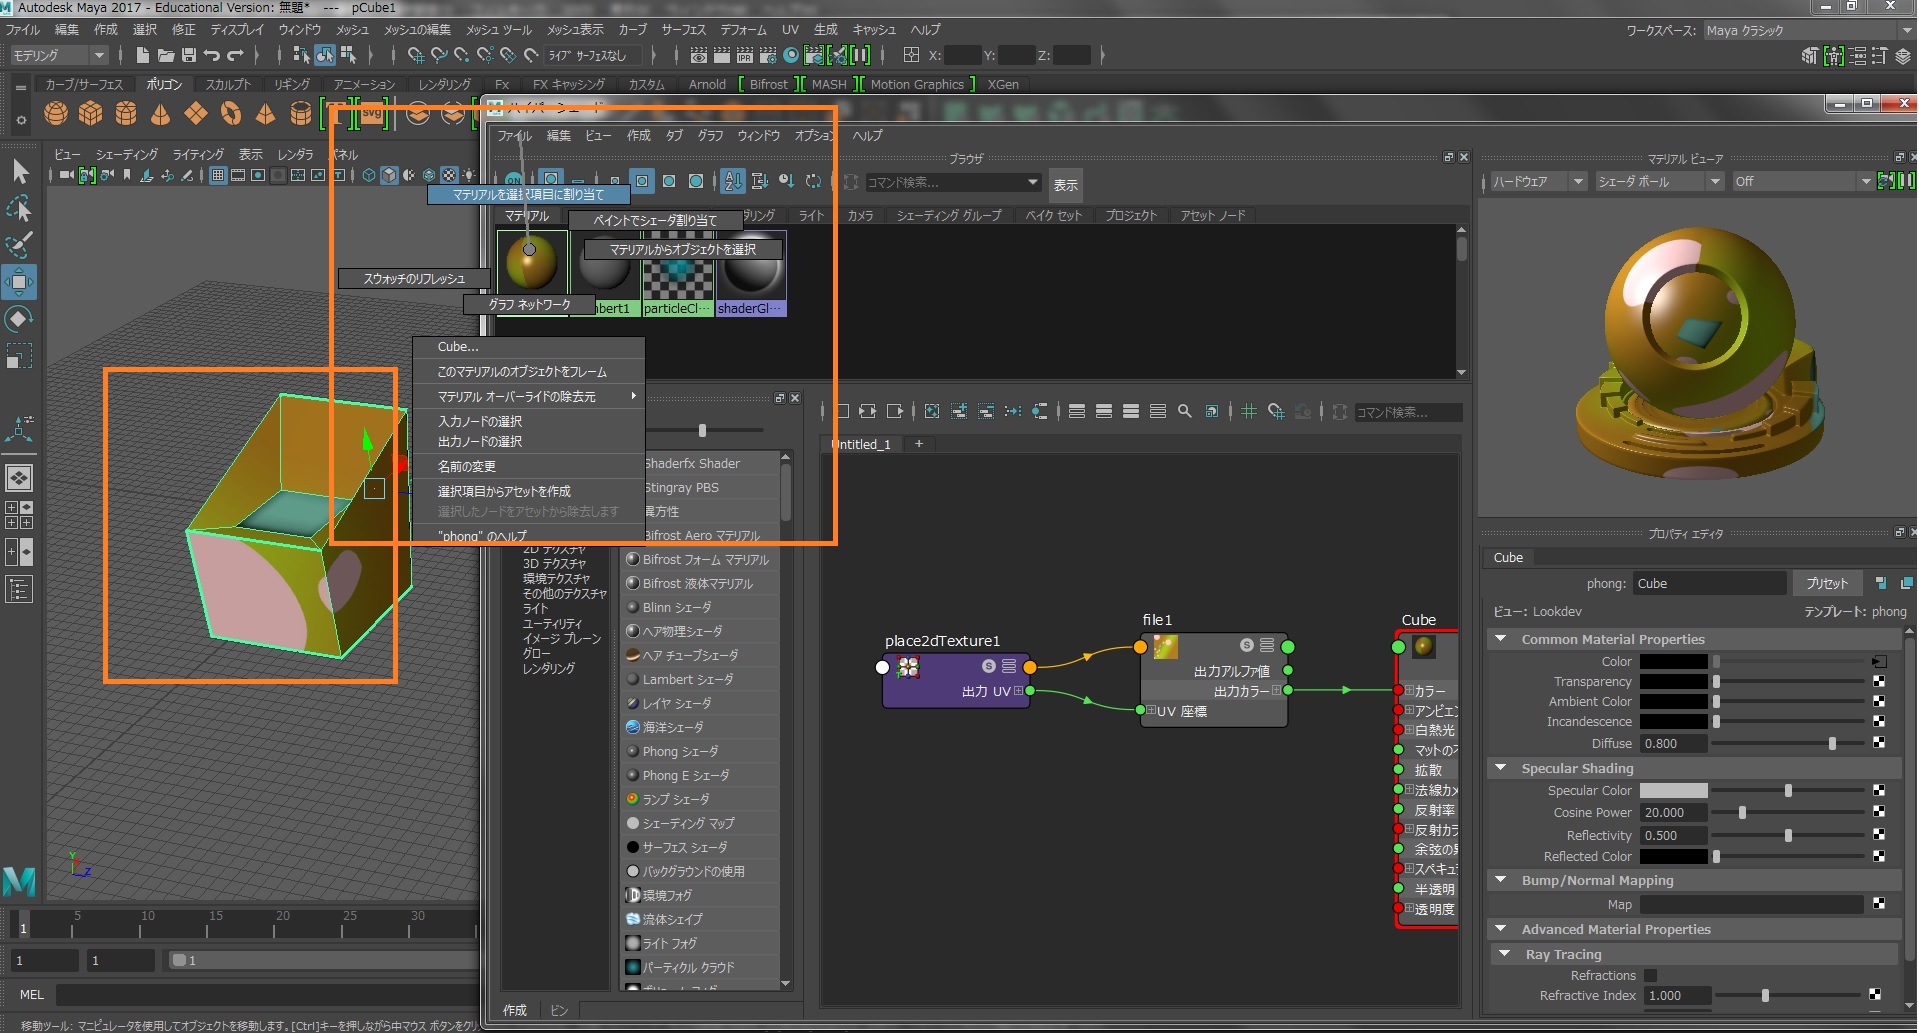 Autodesk Maya 2017 - Educational Version: 無題* --- pCube1
ファイル 編集 作成 選択 修正 ディスプレイ ウィンドウ メッシュ メッシュの編集 メッシュ ツール メッシュ表示 カーブ サーフェス デフォーム UV 生成 キャッシュ ヘルプ
ワークスペース: Maya クラシック
モデリング
ライブ サーフェスなし
IPR
X: Y: Z:
カーブ/サーフェス ポリゴン スカルプト リギング アニメーション レンダリング Fx FX キャッシング カスタム Arnold Bifrost MASH Motion Graphics XGen
SVG
ビュー シェーディング ライティング 表示 レンダラ パネル
ハイパーシェード
ファイル 編集 ビュー 作成 タブ グラフ ウィンドウ オプション ヘルプ
ブラウザ
ON
コマンド検索...
表示
マテリアルを選択項目に割り当て
マテリアル
ライト カメラ シェーディング グループ ベイク セット プロジェクト アセット ノード
ペイントでシェーダ割り当て
マテリアルからオブジェクトを選択
スウォッチのリフレッシュ
グラフ ネットワーク
bert1
particleCl...
shaderGl...
Cube...
このマテリアルのオブジェクトをフレーム
マテリアル オーバーライドの除去元
入力ノードの選択
出力ノードの選択
名前の変更
選択項目からアセットを作成
選択したノードをアセットから除去します
"phong" のヘルプ
2D テクスチャ
3D テクスチャ
環境テクスチャ
その他のテクスチャ
ライト
ユーティリティ
イメージ プレーン
グロー
レンダリング
Shaderfx Shader
Stingray PBS
異方性
Bifrost Aero マテリアル
Bifrost フォーム マテリアル
Bifrost 液体マテリアル
Blinn シェーダ
ヘア物理シェーダ
ヘア チューブシェーダ
Lambert シェーダ
レイヤ シェーダ
海洋シェーダ
Phong シェーダ
Phong E シェーダ
ランプ シェーダ
シェーディング マップ
サーフェス シェーダ
バックグラウンドの使用
環境フォグ
流体シェイプ
ライト フォグ
パーティクル クラウド
作成 ビン
コマンド検索...
Untitled_1 +
place2dTexture1
出力 UV
file1
出力アルファ値
出力カラー
UV 座標
Cube
カラー
アンビエン
白熱光
マットの
拡散
法線カメ
反射率
反射カラ
余弦の
スペキュ
半透明
透明度
マテリアル ビューア
ハードウェア シェーダ ボール Off
プロパティ エディタ
Cube
phong: Cube プリセット
ビュー: Lookdev テンプレート: phong
Common Material Properties
Color
Transparency
Ambient Color
Incandescence
Diffuse 0.800
Specular Shading
Specular Color
Cosine Power 20.000
Reflectivity 0.500
Reflected Color
Bump/Normal Mapping
Map
Advanced Material Properties
Ray Tracing
Refractions
Refractive Index 1.000
Y
Z
5 10 15 20 25 30
1
1 1 1
MEL
移動ツール: マニピュレータを使用してオブジェクトを移動します。[Ctrl]キーを押しながら中マウス ボタンをクリ